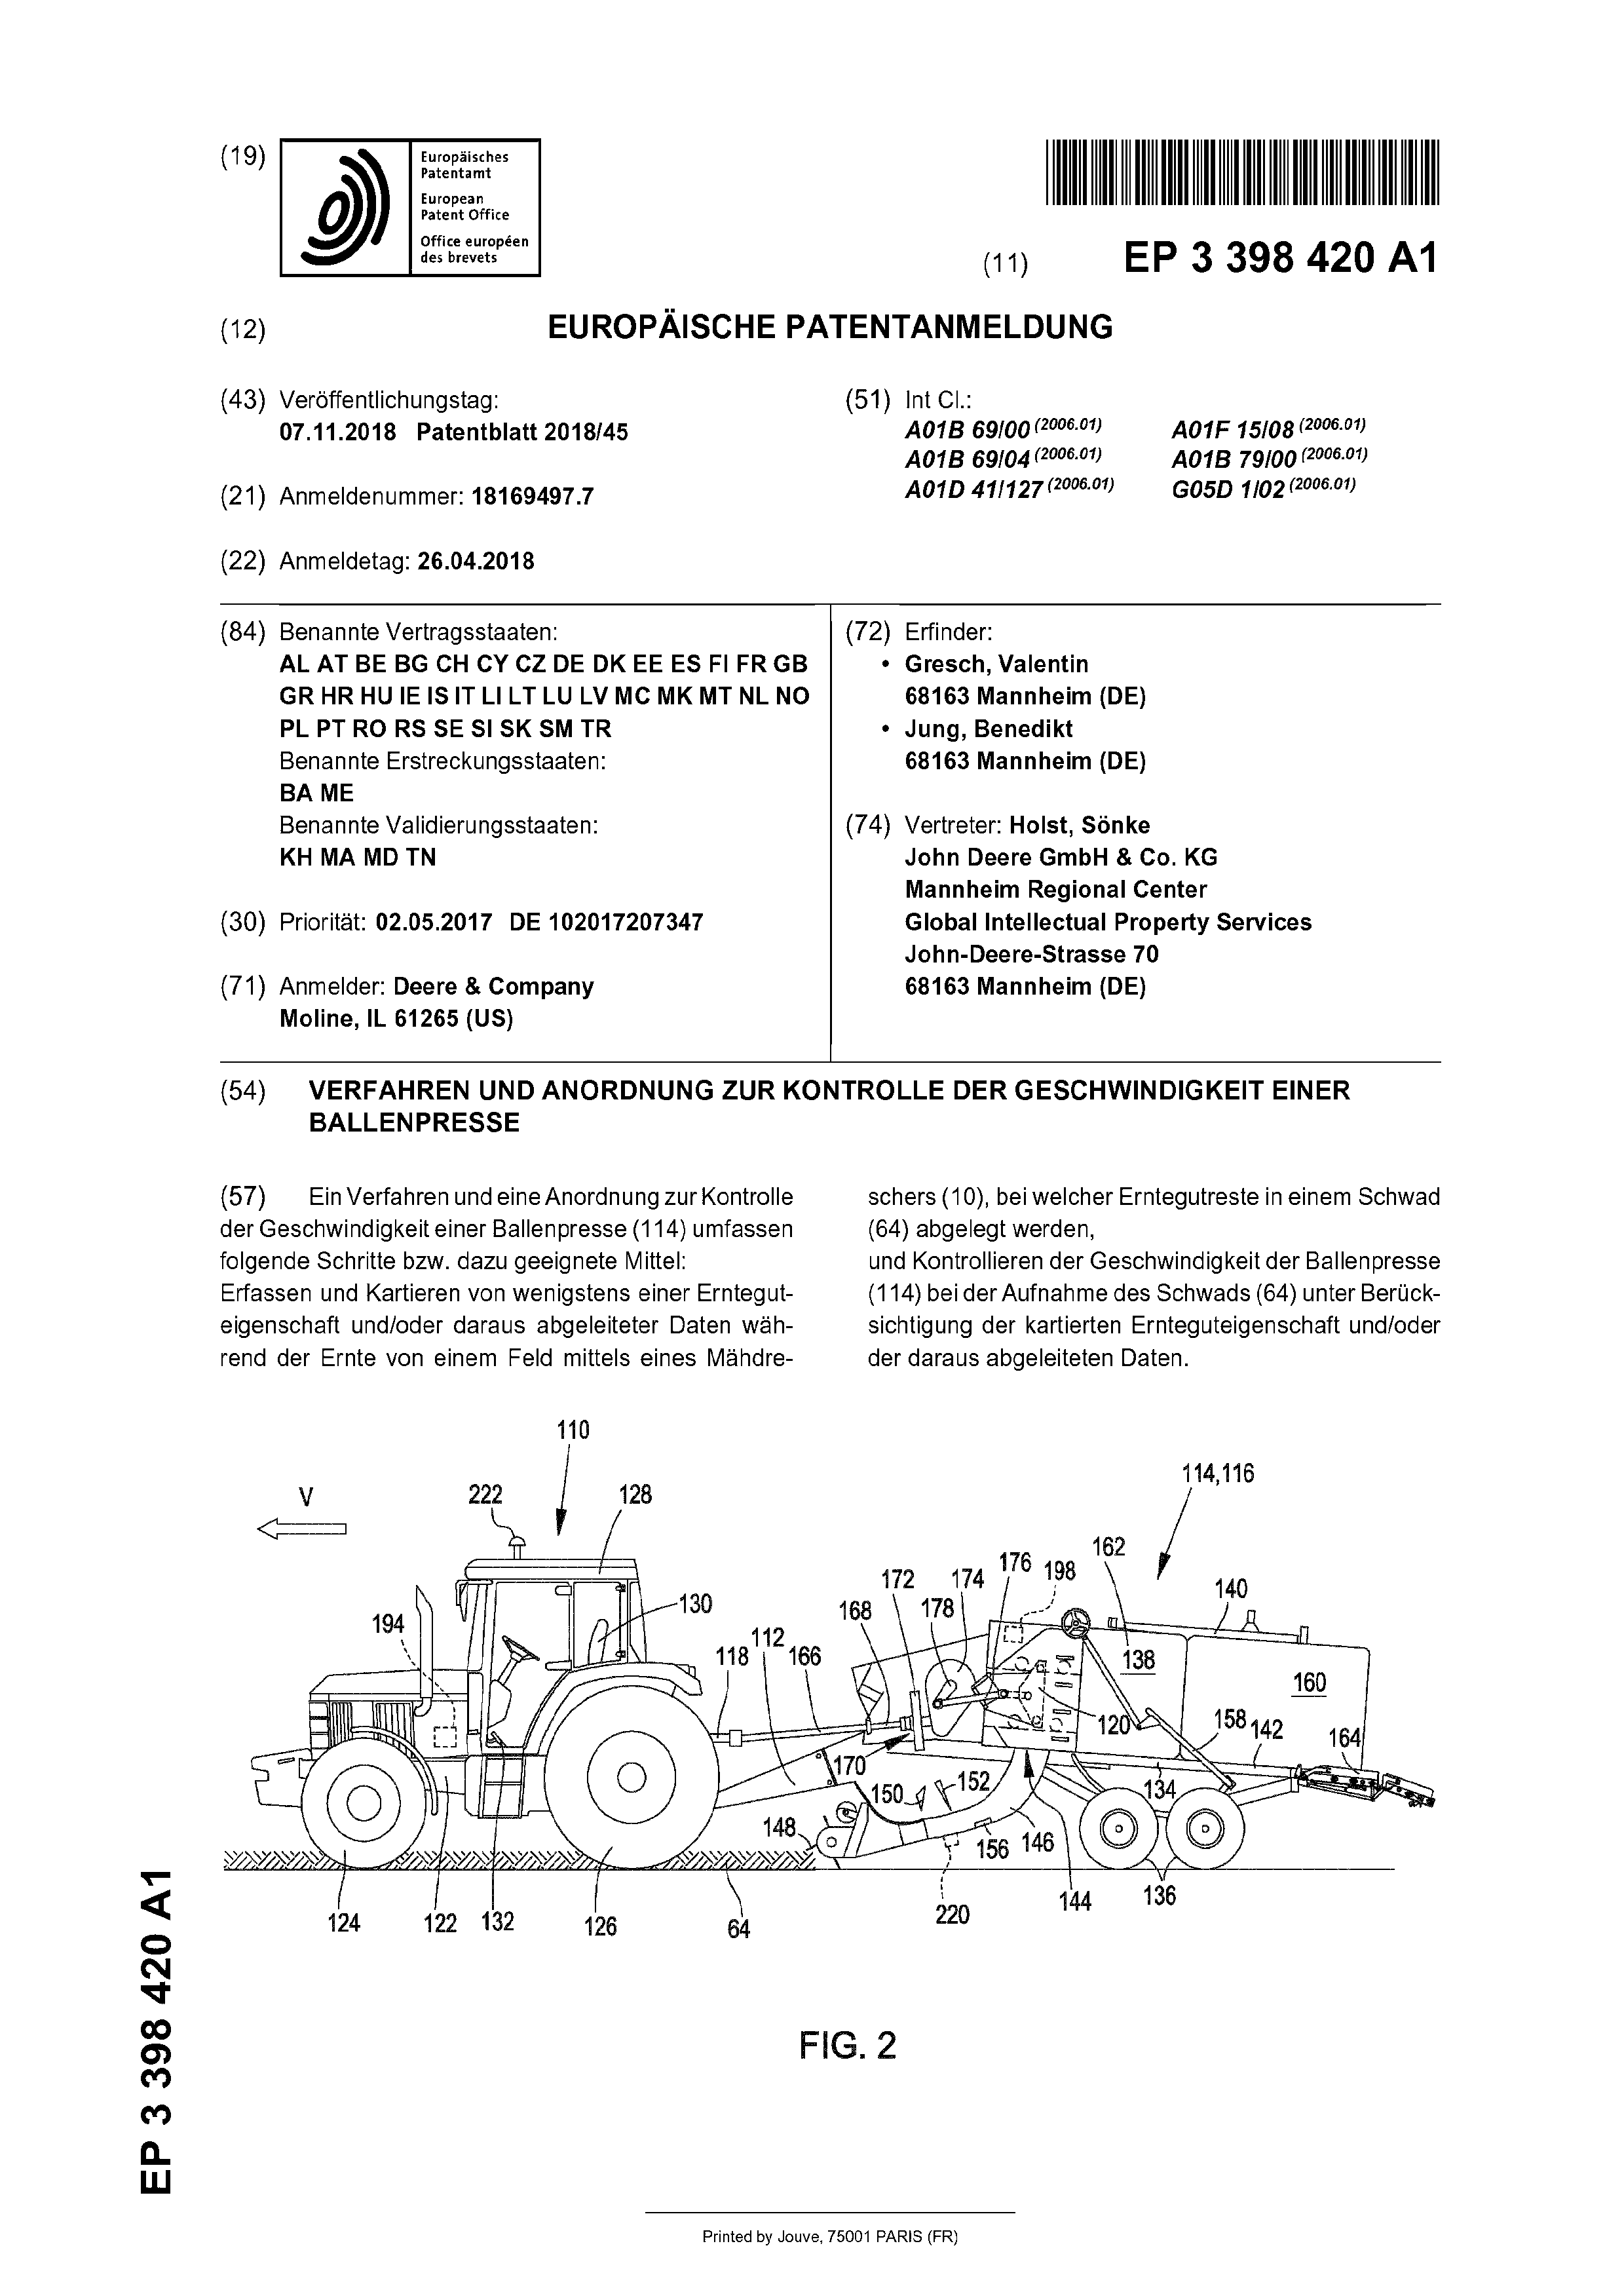 (19)
Europäisches
Patentamt
European
Patent Office
Office européen
des brevets
(11) EP 3 398 420 A1
(12) EUROPÄISCHE PATENTANMELDUNG
(43) Veröffentlichungstag:
07.11.2018 Patentblatt 2018/45
(21) Anmeldenummer: 18169497.7
(22) Anmeldetag: 26.04.2018
(51) Int Cl.:
A01B 69/00 (2006.01) A01F 15/08 (2006.01)
A01B 69/04 (2006.01) A01B 79/00 (2006.01)
A01D 41/127 (2006.01) G05D 1/02 (2006.01)
(84) Benannte Vertragsstaaten:
AL AT BE BG CH CY CZ DE DK EE ES FI FR GB
GR HR HU IE IS IT LI LT LU LV MC MK MT NL NO
PL PT RO RS SE SI SK SM TR
Benannte Erstreckungsstaaten:
BA ME
Benannte Validierungsstaaten:
KH MA MD TN
(30) Priorität: 02.05.2017 DE 102017207347
(71) Anmelder: Deere & Company
Moline, IL 61265 (US)
(72) Erfinder:
• Gresch, Valentin
68163 Mannheim (DE)
• Jung, Benedikt
68163 Mannheim (DE)
(74) Vertreter: Holst, Sönke
John Deere GmbH & Co. KG
Mannheim Regional Center
Global Intellectual Property Services
John-Deere-Strasse 70
68163 Mannheim (DE)
(54) VERFAHREN UND ANORDNUNG ZUR KONTROLLE DER GESCHWINDIGKEIT EINER
BALLENPRESSE
(57) Ein Verfahren und eine Anordnung zur Kontrolle
der Geschwindigkeit einer Ballenpresse (114) umfassen
folgende Schritte bzw. dazu geeignete Mittel:
Erfassen und Kartieren von wenigstens einer Erntegut-
eigenschaft und/oder daraus abgeleiteter Daten wäh-
rend der Ernte von einem Feld mittels eines Mähdre-
schers (10), bei welcher Erntegutreste in einem Schwad
(64) abgelegt werden,
und Kontrollieren der Geschwindigkeit der Ballenpresse
(114) bei der Aufnahme des Schwads (64) unter Berück-
sichtigung der kartierten Ernteguteigenschaft und/oder
der daraus abgeleiteten Daten.
110
114,116
V
222
128
162
176
198
172
174
140
130
178
168
194
112
118
166
138
160
120
158
142
164
170
152
150
134
148
156
146
144
136
220
124
122
132
126
64
FIG. 2
EP 3 398 420 A1
Printed by Jouve, 75001 PARIS (FR)